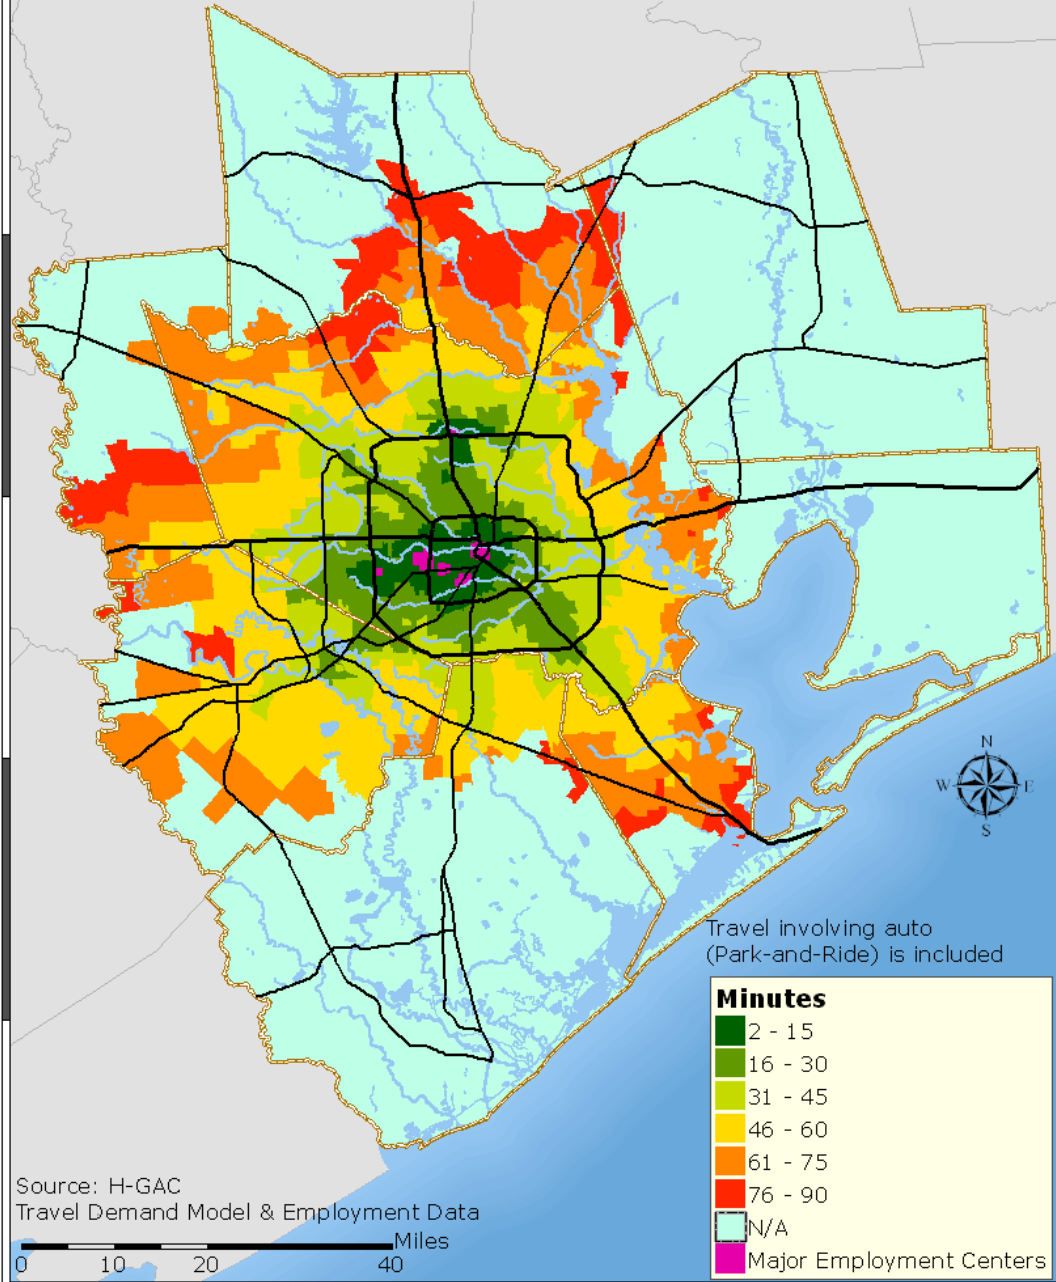 N
W
E
S
Travel involving auto
(Park-and-Ride) is included
Minutes
2 - 15
16 - 30
31 - 45
46 - 60
61 - 75
76 - 90
N/A
Major Employment Centers
Source: H-GAC
Travel Demand Model & Employment Data
Miles
0 10 20 40